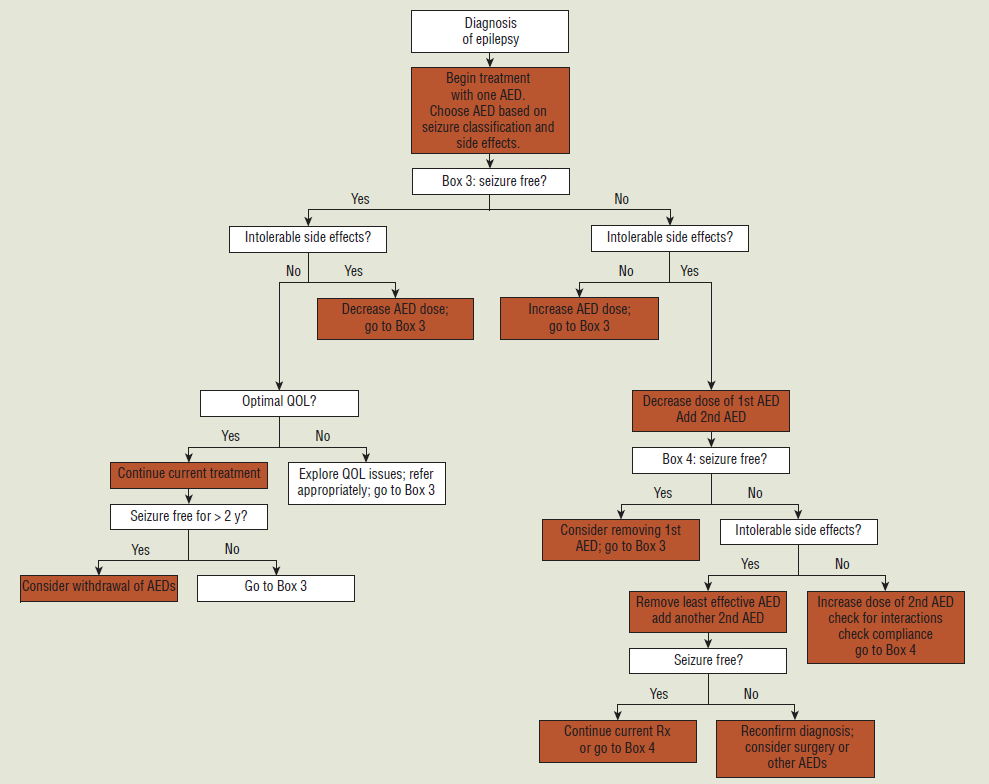 Diagnosis
of epilepsy
Begin treatment
with one AED.
Choose AED based on
seizure classification and
side effects.
Box 3: seizure free?
Yes
No
Intolerable side effects?
Intolerable side effects?
No
Yes
No
Yes
Decrease AED dose;
go to Box 3
Increase AED dose;
go to Box 3
Optimal QOL?
Decrease dose of 1st AED
Add 2nd AED
Yes
No
Box 4: seizure free?
Continue current treatment
Explore QOL issues; refer
appropriately; go to Box 3
Yes
No
Seizure free for > 2 y?
Consider removing 1st
AED; go to Box 3
Intolerable side effects?
Yes
No
Yes
No
Consider withdrawal of AEDs
Go to Box 3
Remove least effective AED
add another 2nd AED
Increase dose of 2nd AED
check for interactions
check compliance
go to Box 4
Seizure free?
Yes
No
Continue current Rx
or go to Box 4
Reconfirm diagnosis;
consider surgery or
other AEDs